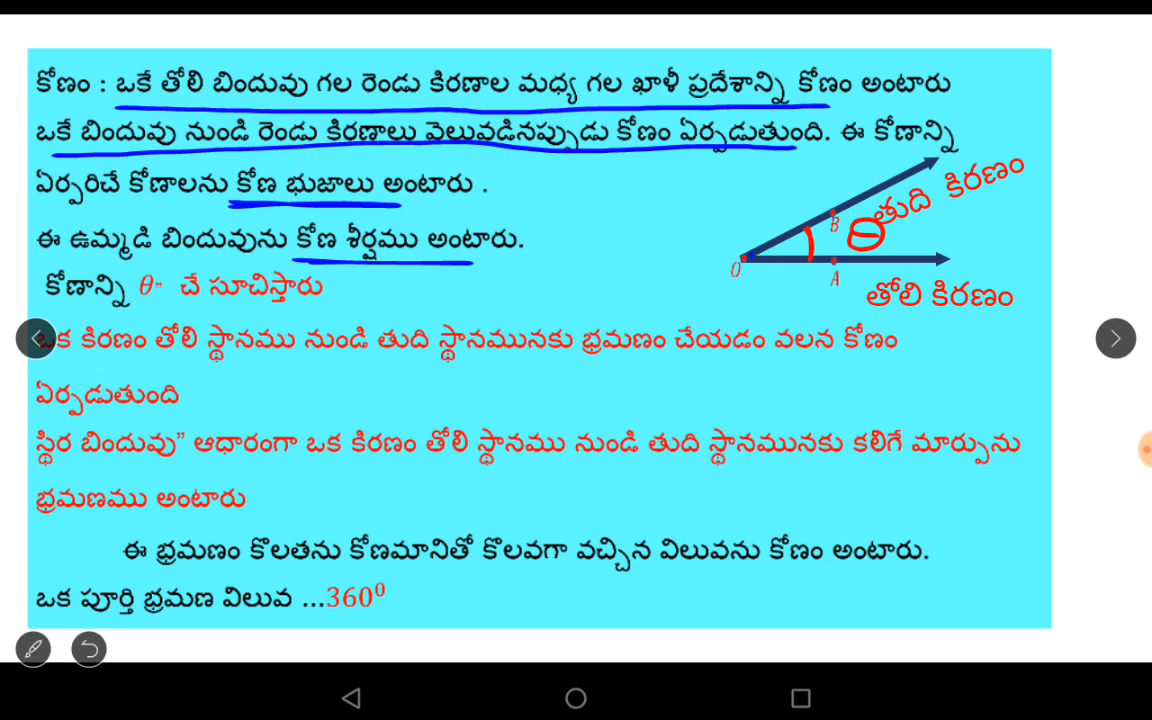 కోణం : ఒకే తోలి బిందువు గల రెండు కిరణాల మధ్య గల ఖాళీ ప్రదేశాన్ని కోణం అంటారు
ఒకే బిందువు నుండి రెండు కిరణాలు వెలువడినప్పుడు కోణం ఏర్పడుతుంది. ఈ కోణాన్ని
ఏర్పరిచే కోణాలను కోణ భుజాలు అంటారు .
ఈ ఉమ్మడి బిందువును కోణ శీర్షము అంటారు.
కోణాన్ని θ" చే సూచిస్తారు
తుది కిరణం
B
θ
O
A
తోలి కిరణం
ఒక కిరణం తోలి స్థానము నుండి తుది స్థానమునకు భ్రమణం చేయడం వలన కోణం
ఏర్పడుతుంది
స్థిర బిందువు" ఆధారంగా ఒక కిరణం తోలి స్థానము నుండి తుది స్థానమునకు కలిగే మార్పును
భ్రమణము అంటారు
ఈ భ్రమణం కొలతను కోణమానితో కొలవగా వచ్చిన విలువను కోణం అంటారు.
ఒక పూర్తి భ్రమణ విలువ ...360⁰